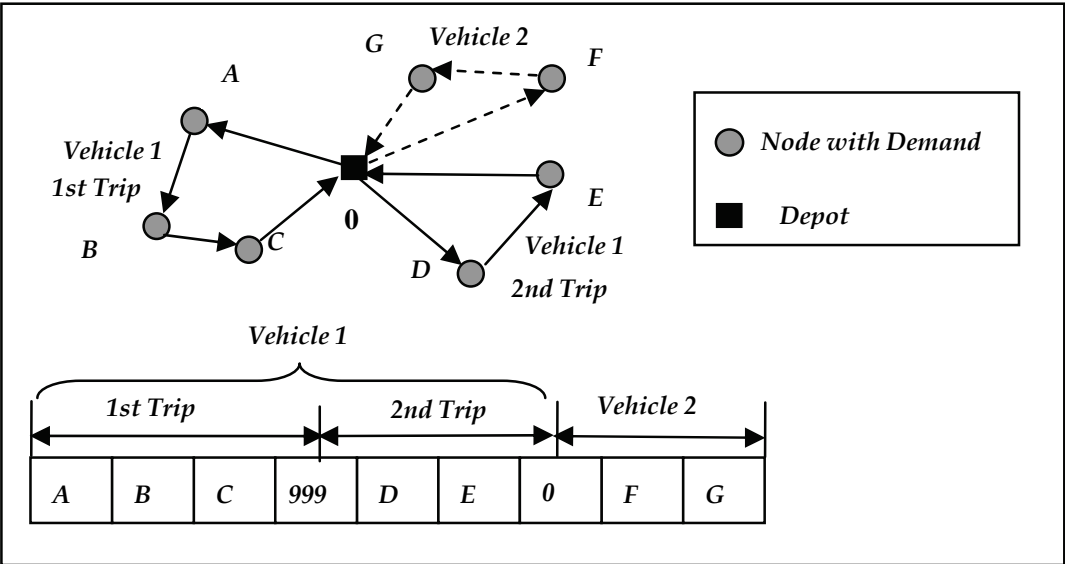 G
Vehicle 2
F
A
Vehicle 1
1st Trip
Node with Demand
E
Depot
0
B
C
D
Vehicle 1
2nd Trip
Vehicle 1
1st Trip
2nd Trip
Vehicle 2
A B C 999 D E 0 F G